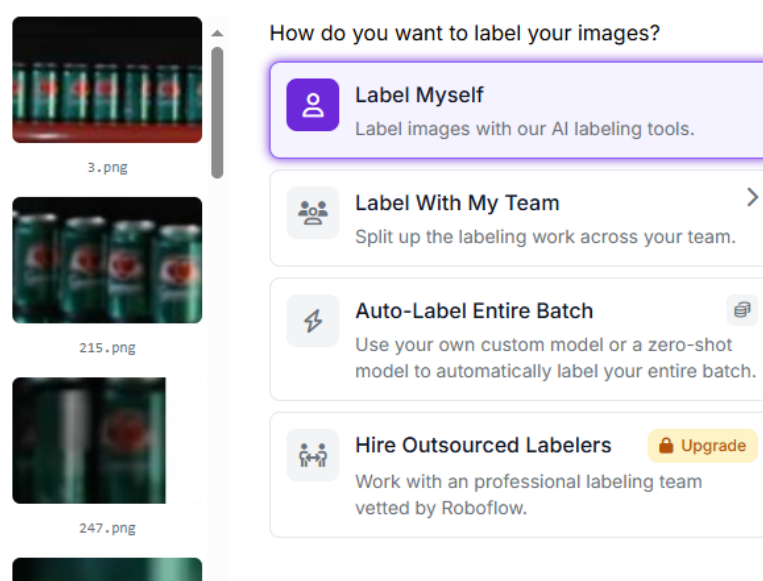 How do you want to label your images?
Label Myself
Label images with our AI labeling tools.
Label With My Team
Split up the labeling work across your team.
Auto-Label Entire Batch
Use your own custom model or a zero-shot
model to automatically label your entire batch.
Hire Outsourced Labelers
Upgrade
Work with an professional labeling team
vetted by Roboflow.
3.png
215.png
247.png